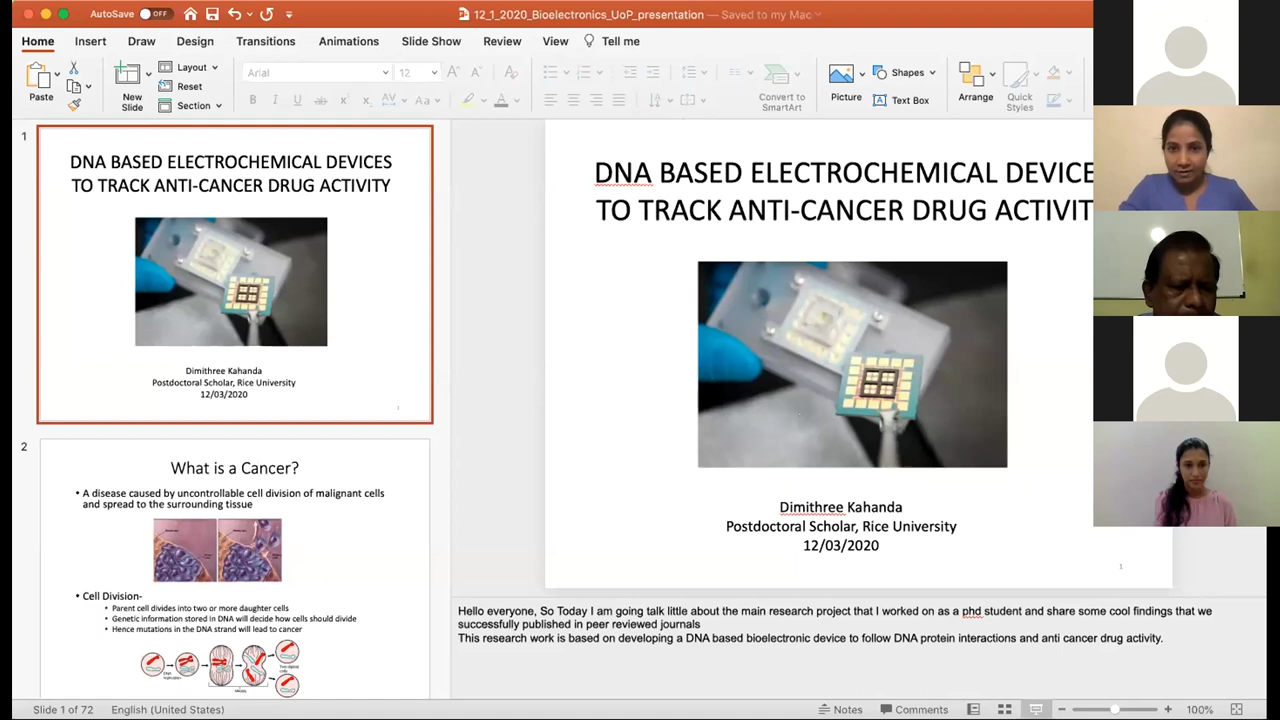 AutoSave OFF
12_1_2020_Bioelectronics_UoP_presentation — Saved to my Mac
Home Insert Draw Design Transitions Animations Slide Show Review View Tell me
Paste
New Slide
Layout
Reset
Section
Arial 12
B I U
Convert to SmartArt
Picture
Shapes
Text Box
Arrange
Quick Styles
1
DNA BASED ELECTROCHEMICAL DEVICES
TO TRACK ANTI-CANCER DRUG ACTIVITY
Dimithree Kahanda
Postdoctoral Scholar, Rice University
12/03/2020
1
2
What is a Cancer?
• A disease caused by uncontrollable cell division of malignant cells
and spread to the surrounding tissue
• Cell Division-
• Parent cell divides into two or more daughter cells
• Genetic information stored in DNA will decide how cells should divide
• Hence mutations in the DNA strand will lead to cancer
DNA BASED ELECTROCHEMICAL DEVICE
TO TRACK ANTI-CANCER DRUG ACTIVIT
Dimithree Kahanda
Postdoctoral Scholar, Rice University
12/03/2020
1
Hello everyone, So Today I am going talk little about the main research project that I worked on as a phd student and share some cool findings that we
successfully published in peer reviewed journals
This research work is based on developing a DNA based bioelectronic device to follow DNA protein interactions and anti cancer drug activity.
Slide 1 of 72 English (United States) Notes Comments 100%